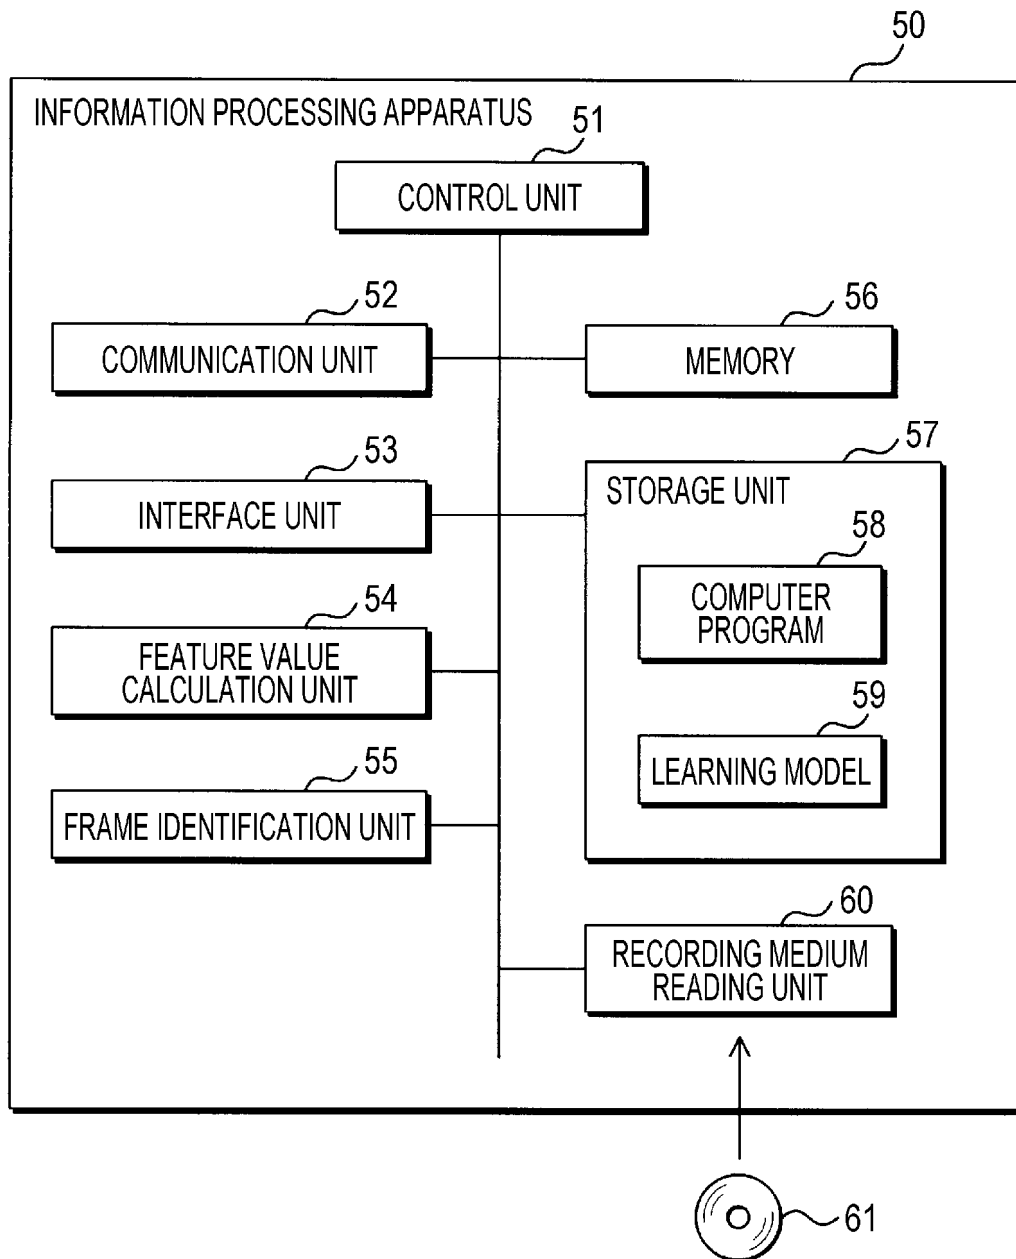 50
INFORMATION PROCESSING APPARATUS
51
CONTROL UNIT
52
COMMUNICATION UNIT
56
MEMORY
53
INTERFACE UNIT
57
STORAGE UNIT
58
COMPUTER
PROGRAM
54
FEATURE VALUE
CALCULATION UNIT
59
LEARNING MODEL
55
FRAME IDENTIFICATION UNIT
60
RECORDING MEDIUM
READING UNIT
61